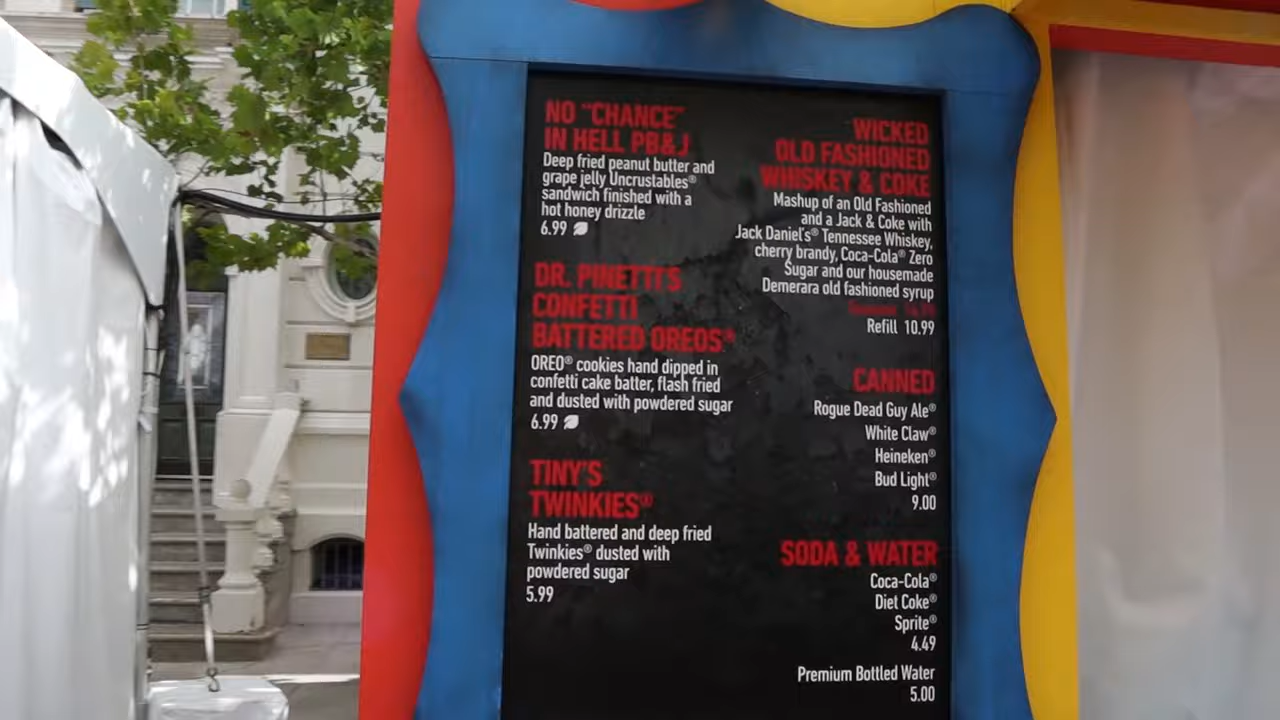 NO "CHANCE"
IN HELL PB&J
Deep fried peanut butter and
grape jelly Uncrustables®
sandwich finished with a
hot honey drizzle
6.99
DR. PINETTI'S
CONFETTI
BATTERED OREOS®
OREO® cookies hand dipped in
confetti cake batter, flash fried
and dusted with powdered sugar
6.99
TINY'S
TWINKIES®
Hand battered and deep fried
Twinkies® dusted with
powdered sugar
5.99
WICKED
OLD FASHIONED
WHISKEY & COKE
Mashup of an Old Fashioned
and a Jack & Coke with
Jack Daniel's® Tennessee Whiskey,
cherry brandy, Coca-Cola® Zero
Sugar and our housemade
Demerara old fashioned syrup
Refill 10.99
CANNED
Rogue Dead Guy Ale®
White Claw®
Heineken®
Bud Light®
9.00
SODA & WATER
Coca-Cola®
Diet Coke®
Sprite®
4.49
Premium Bottled Water
5.00